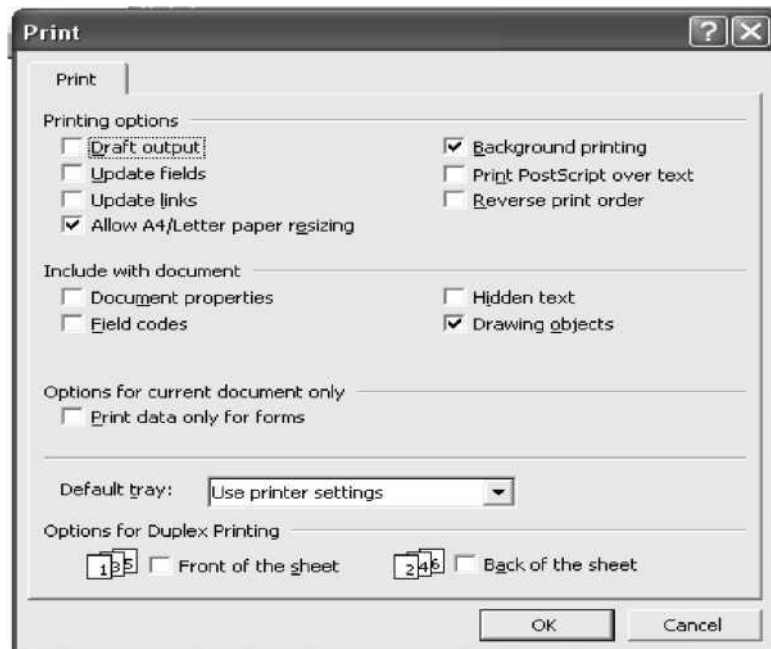 Print
Print
Printing options
Draft output
Background printing
Update fields
Print PostScript over text
Update links
Reverse print order
Allow A4/Letter paper resizing
Include with document
Document properties
Hidden text
Field codes
Drawing objects
Options for current document only
Print data only for forms
Default tray: Use printer settings
Options for Duplex Printing
135 Front of the sheet
246 Back of the sheet
OK Cancel